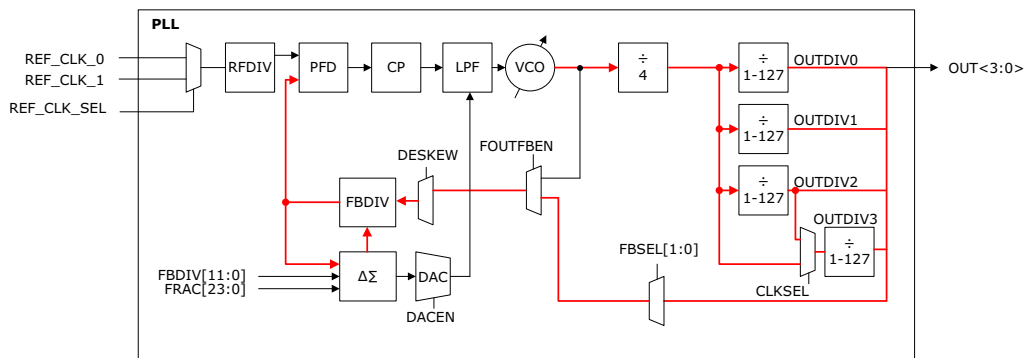 PLL
REF_CLK_0
REF_CLK_1
REF_CLK_SEL
RFDIV
PFD
CP
LPF
VCO
÷
4
÷
1-127
OUTDIV0
OUT<3:0>
÷
1-127
OUTDIV1
÷
1-127
OUTDIV2
OUTDIV3
÷
1-127
CLKSEL
DESKEW
FOUTFBEN
FBDIV
FBSEL[1:0]
FBDIV[11:0]
FRAC[23:0]
ΔΣ
DAC
DACEN